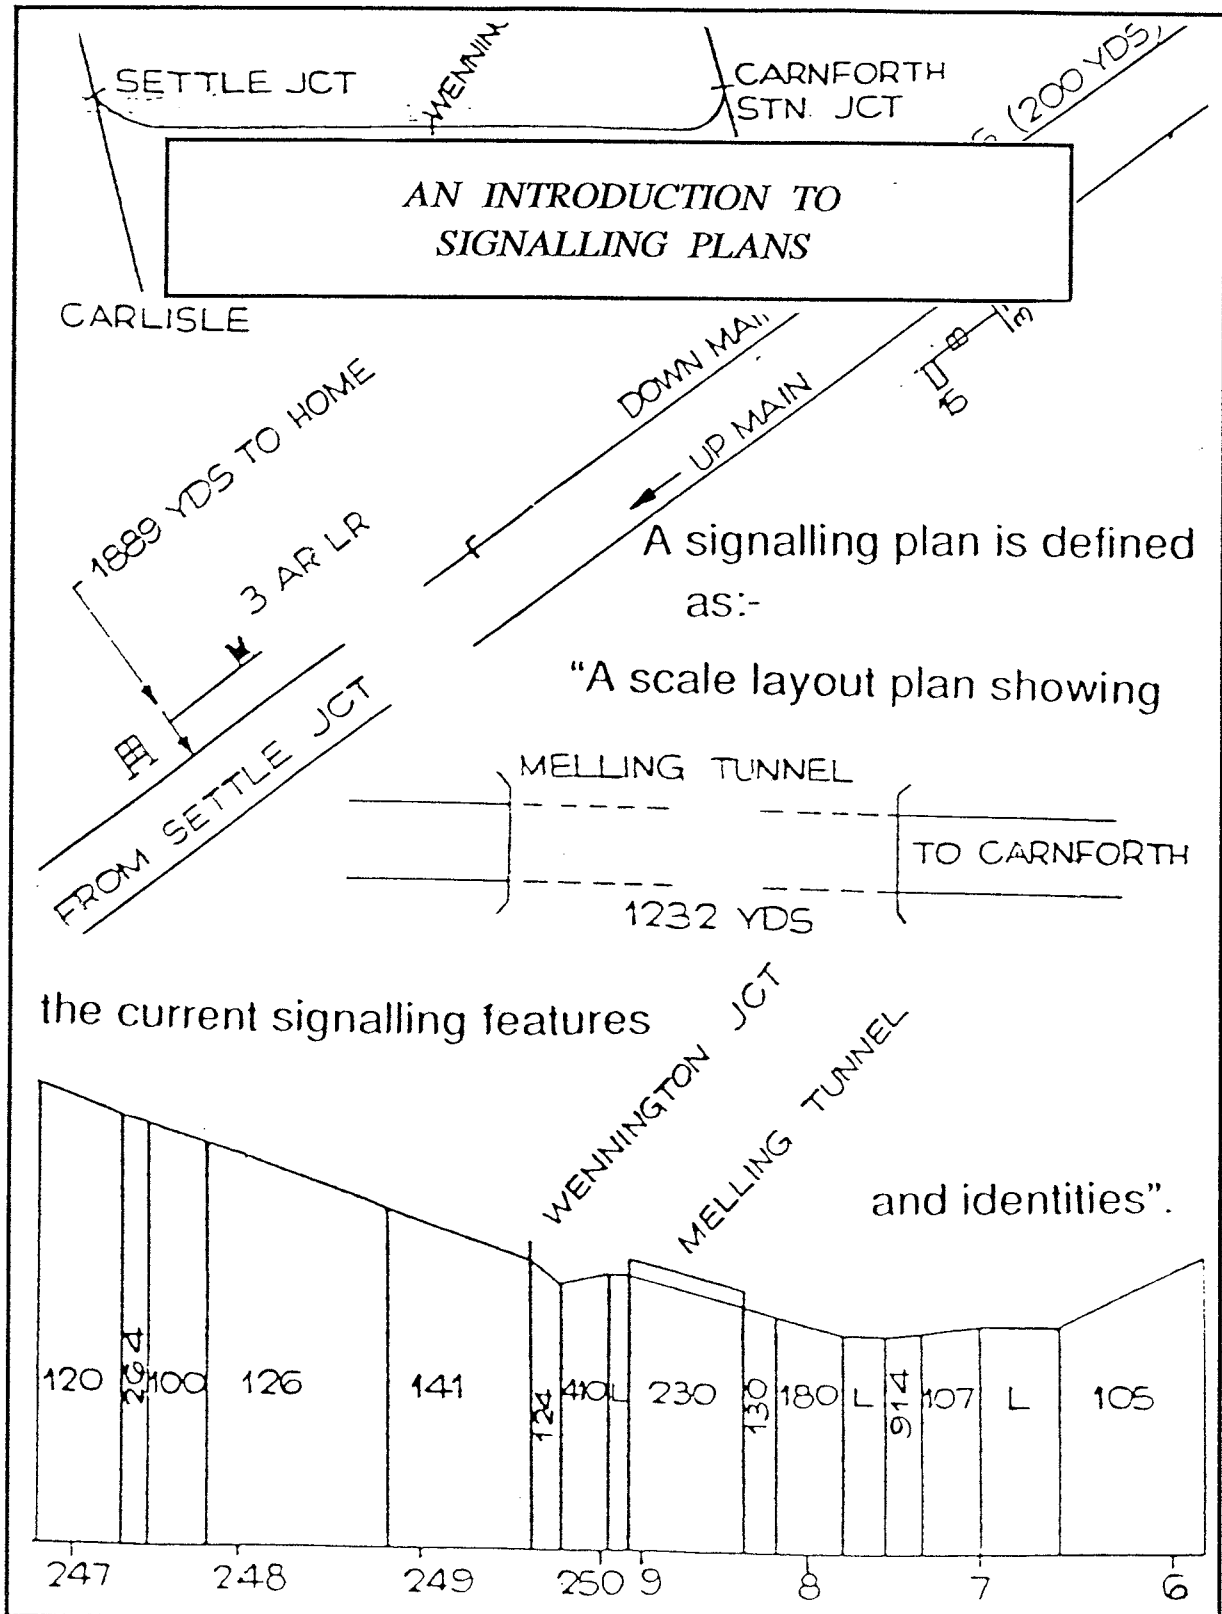 SETTLE JCT
WENNIN
CARNFORTH
STN. JCT
S (200 YDS)
AN INTRODUCTION TO
SIGNALLING PLANS
CARLISLE
DOWN MAI
UP MAIN
15
1889 YDS TO HOME
3 AR LR
A signalling plan is defined
as:-
"A scale layout plan showing
FROM SETTLE JCT
MELLING TUNNEL
TO CARNFORTH
1232 YDS
the current signalling features
WENNINGTON JCT
MELLING TUNNEL
and identities".
120 264 100 126 141 124 410 L 230 130 180 L 914 107 L 105
247 248 249 250 9 8 7 6